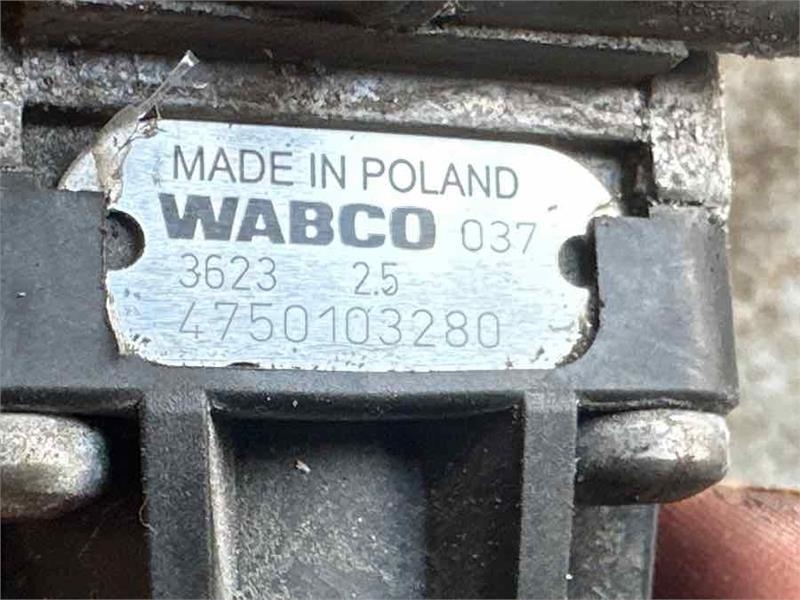 MADE IN POLAND
WABCO 037
3623 2.5
4750103280